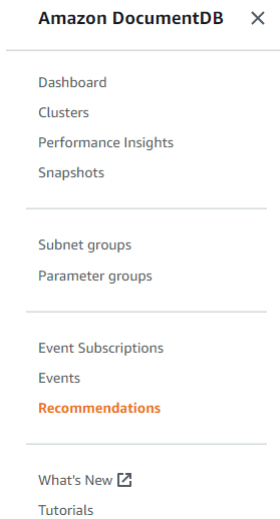 Amazon DocumentDB
Dashboard
Clusters
Performance Insights
Snapshots
Subnet groups
Parameter groups
Event Subscriptions
Events
Recommendations
What's New
Tutorials